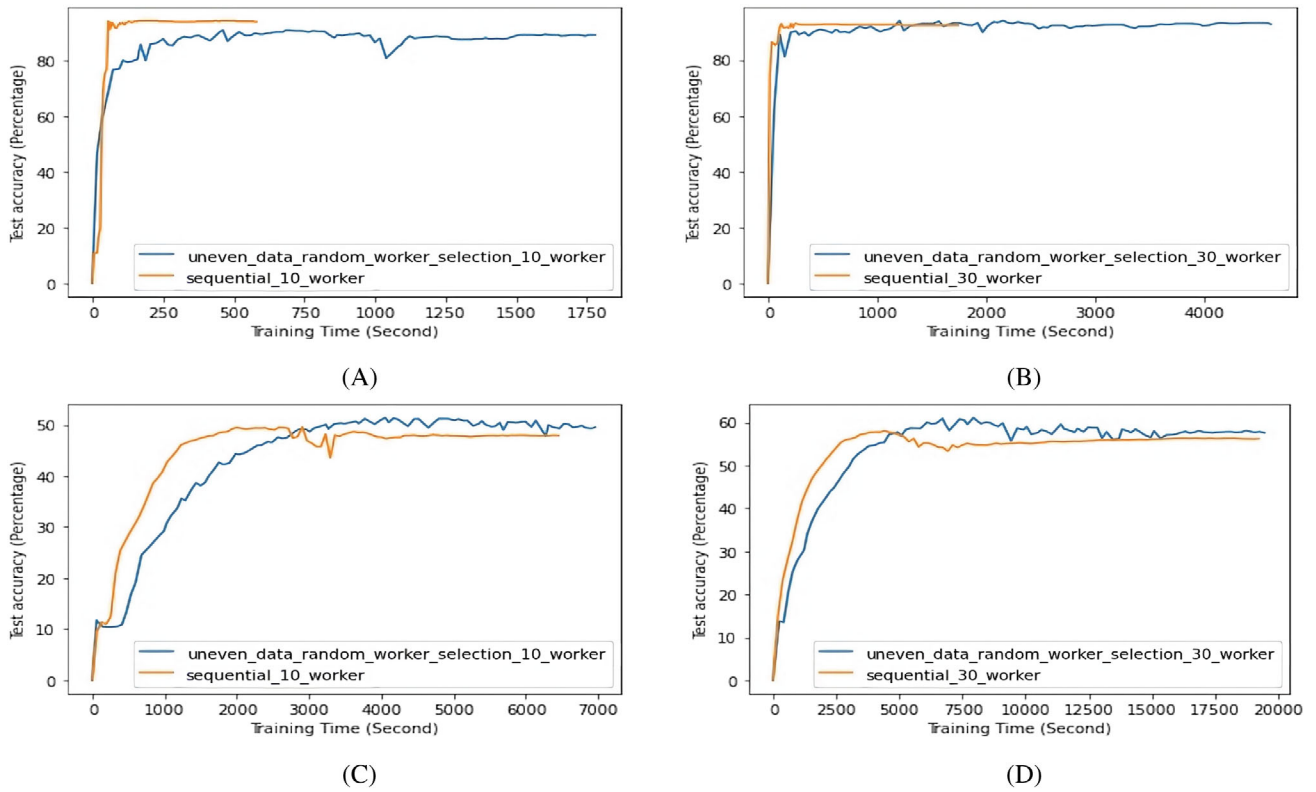 Test accuracy (Percentage)
80
60
40
20
0
uneven_data_random_worker_selection_10_worker
sequential_10_worker
0 250 500 750 1000 1250 1500 1750
Training Time (Second)
(A)
Test accuracy (Percentage)
80
60
40
20
0
uneven_data_random_worker_selection_30_worker
sequential_30_worker
0 1000 2000 3000 4000
Training Time (Second)
(B)
Test accuracy (Percentage)
50
40
30
20
10
0
uneven_data_random_worker_selection_10_worker
sequential_10_worker
0 1000 2000 3000 4000 5000 6000 7000
Training Time (Second)
(C)
Test accuracy (Percentage)
60
50
40
30
20
10
0
uneven_data_random_worker_selection_30_worker
sequential_30_worker
0 2500 5000 7500 10000 12500 15000 17500 20000
Training Time (Second)
(D)